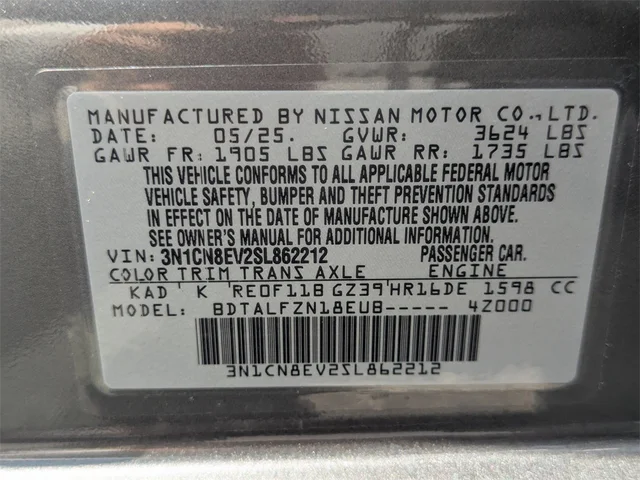 MANUFACTURED BY NISSAN MOTOR CO., LTD.
DATE: 05/25. GVWR: 3624 LBS
GAWR FR: 1905 LBS GAWR RR: 1735 LBS
THIS VEHICLE CONFORMS TO ALL APPLICABLE FEDERAL MOTOR
VEHICLE SAFETY, BUMPER AND THEFT PREVENTION STANDARDS
IN EFFECT ON THE DATE OF MANUFACTURE SHOWN ABOVE.
SEE OWNER'S MANUAL FOR ADDITIONAL INFORMATION.
VIN: 3N1CN8EV2SL862212 PASSENGER CAR.
COLOR TRIM TRANS AXLE ENGINE
KAD K RE0F11B GZ39 HR16DE 1598 CC
MODEL: BDTALFZN18EUB----- 4Z000
3N1CN8EV2SL862212